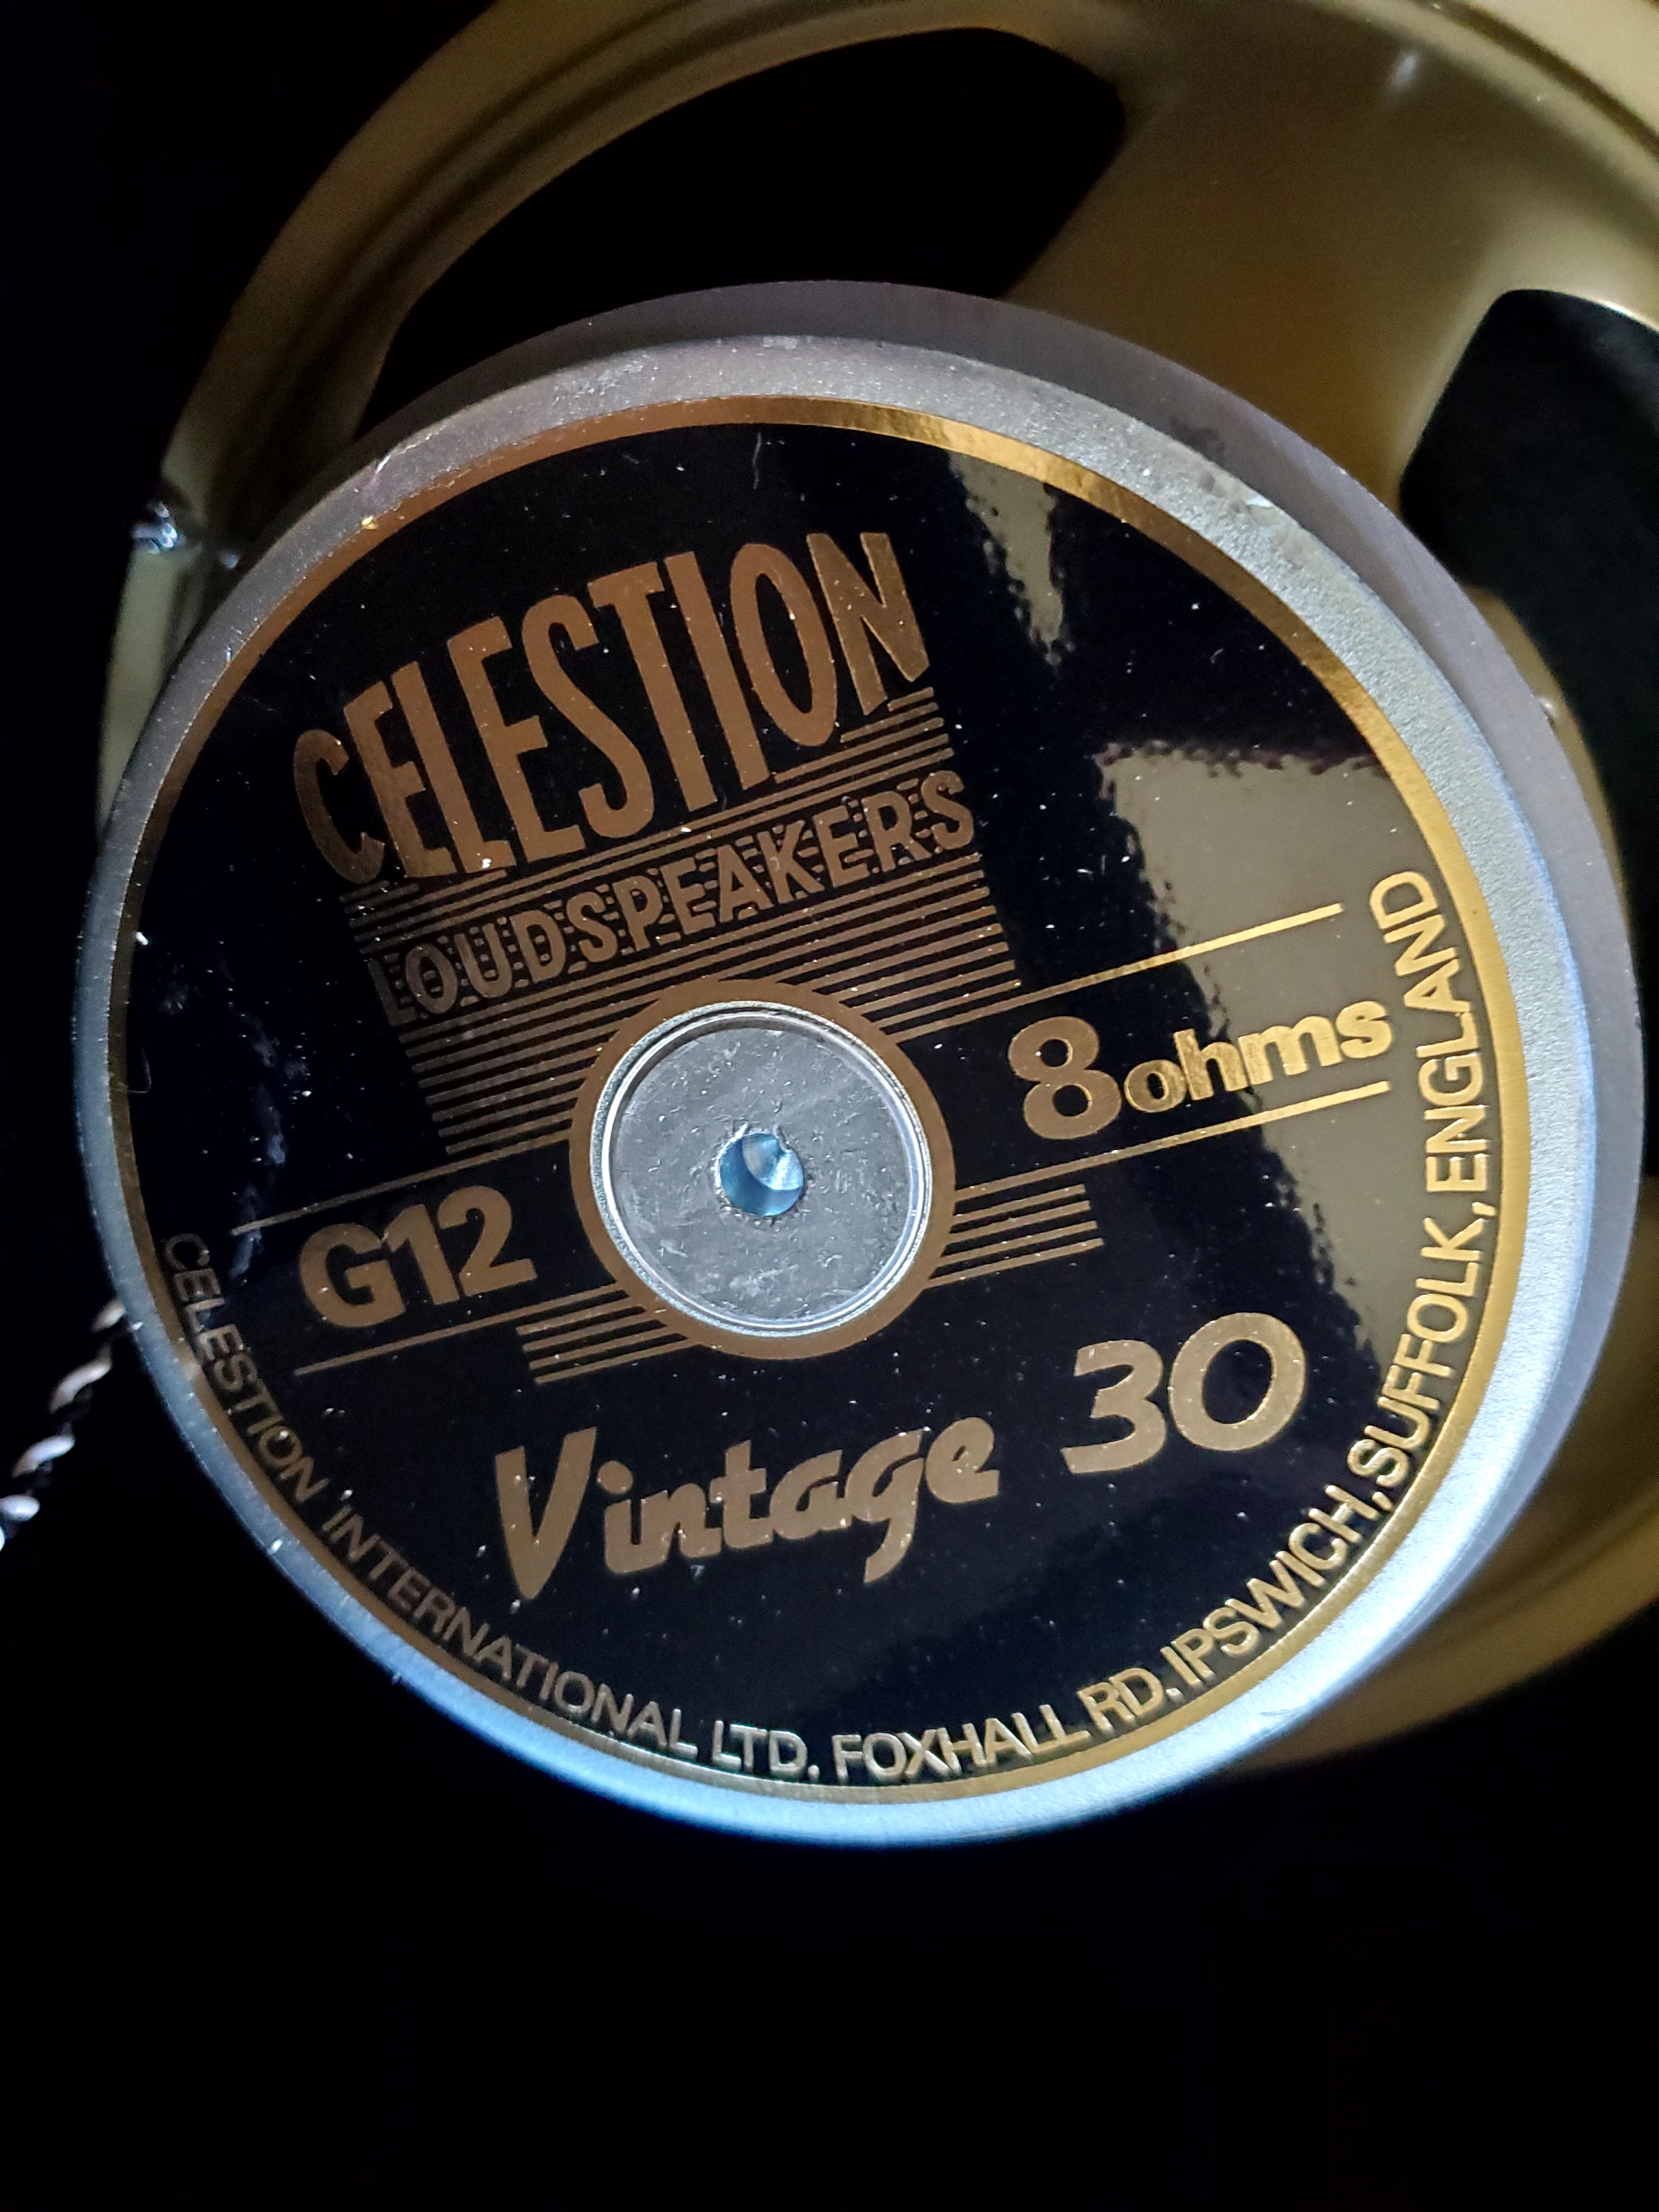 CELESTION
LOUDSPEAKERS
8ohms
G12
Vintage 30
CELESTION INTERNATIONAL LTD. FOXHALL RD. IPSWICH, SUFFOLK, ENGLAND